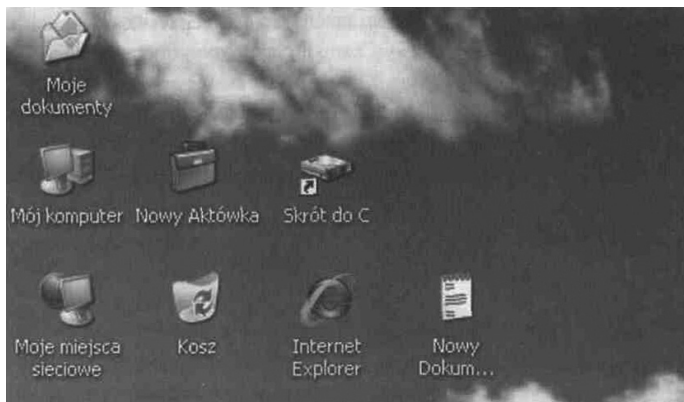 Moje
dokumenty
Mój komputer
Nowy Aktówka
Skrót do C
Moje miejsca
sieciowe
Kosz
Internet
Explorer
Nowy
Dokum...